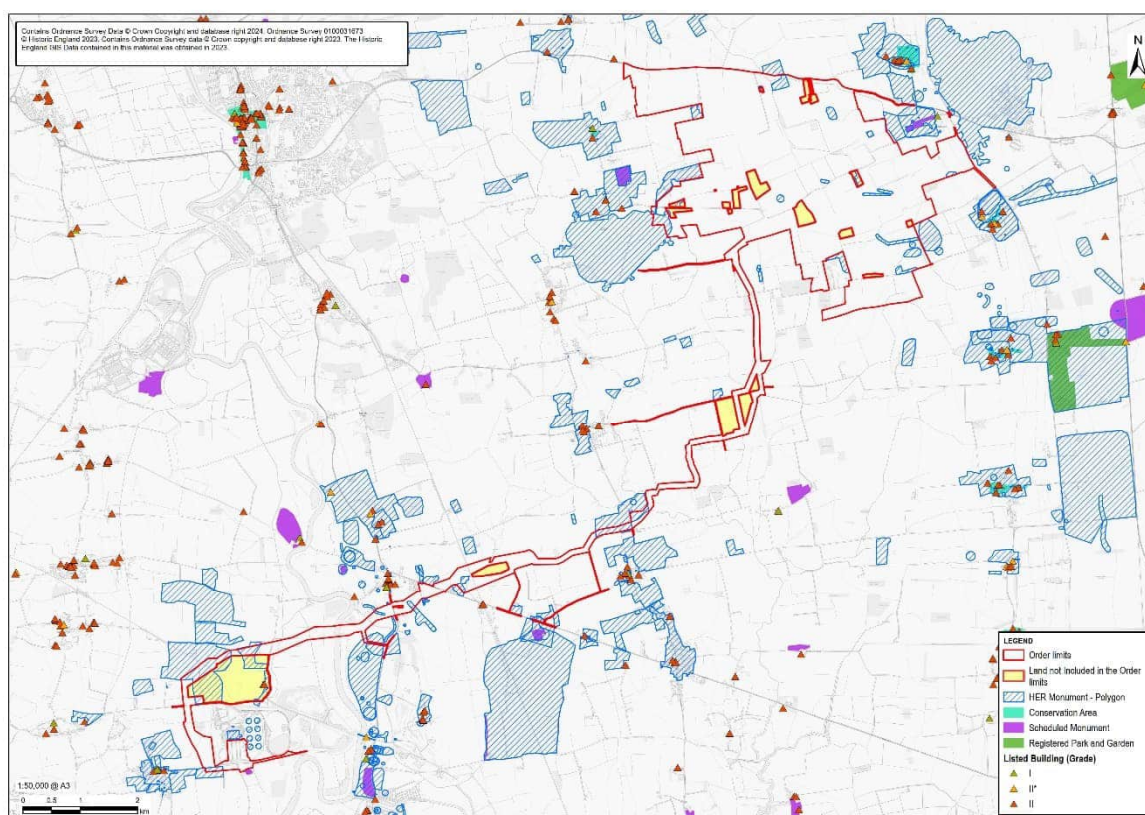 Contains Ordnance Survey Data © Crown Copyright and database right 2024. Ordnance Survey 0100031673
© Historic England 2023. Contains Ordnance Survey data © Crown copyright and database right 2023. The Historic
England GIS Data contained in this material was obtained in 2023.
N
LEGEND
Order limits
Land not Included in the Order
limits
HER Monument - Polygon
Conservation Area
Scheduled Monument
Registered Park and Garden
Listed Building (Grade)
I
II*
II
1:50,000 @ A3
0 0.5 1 2
km